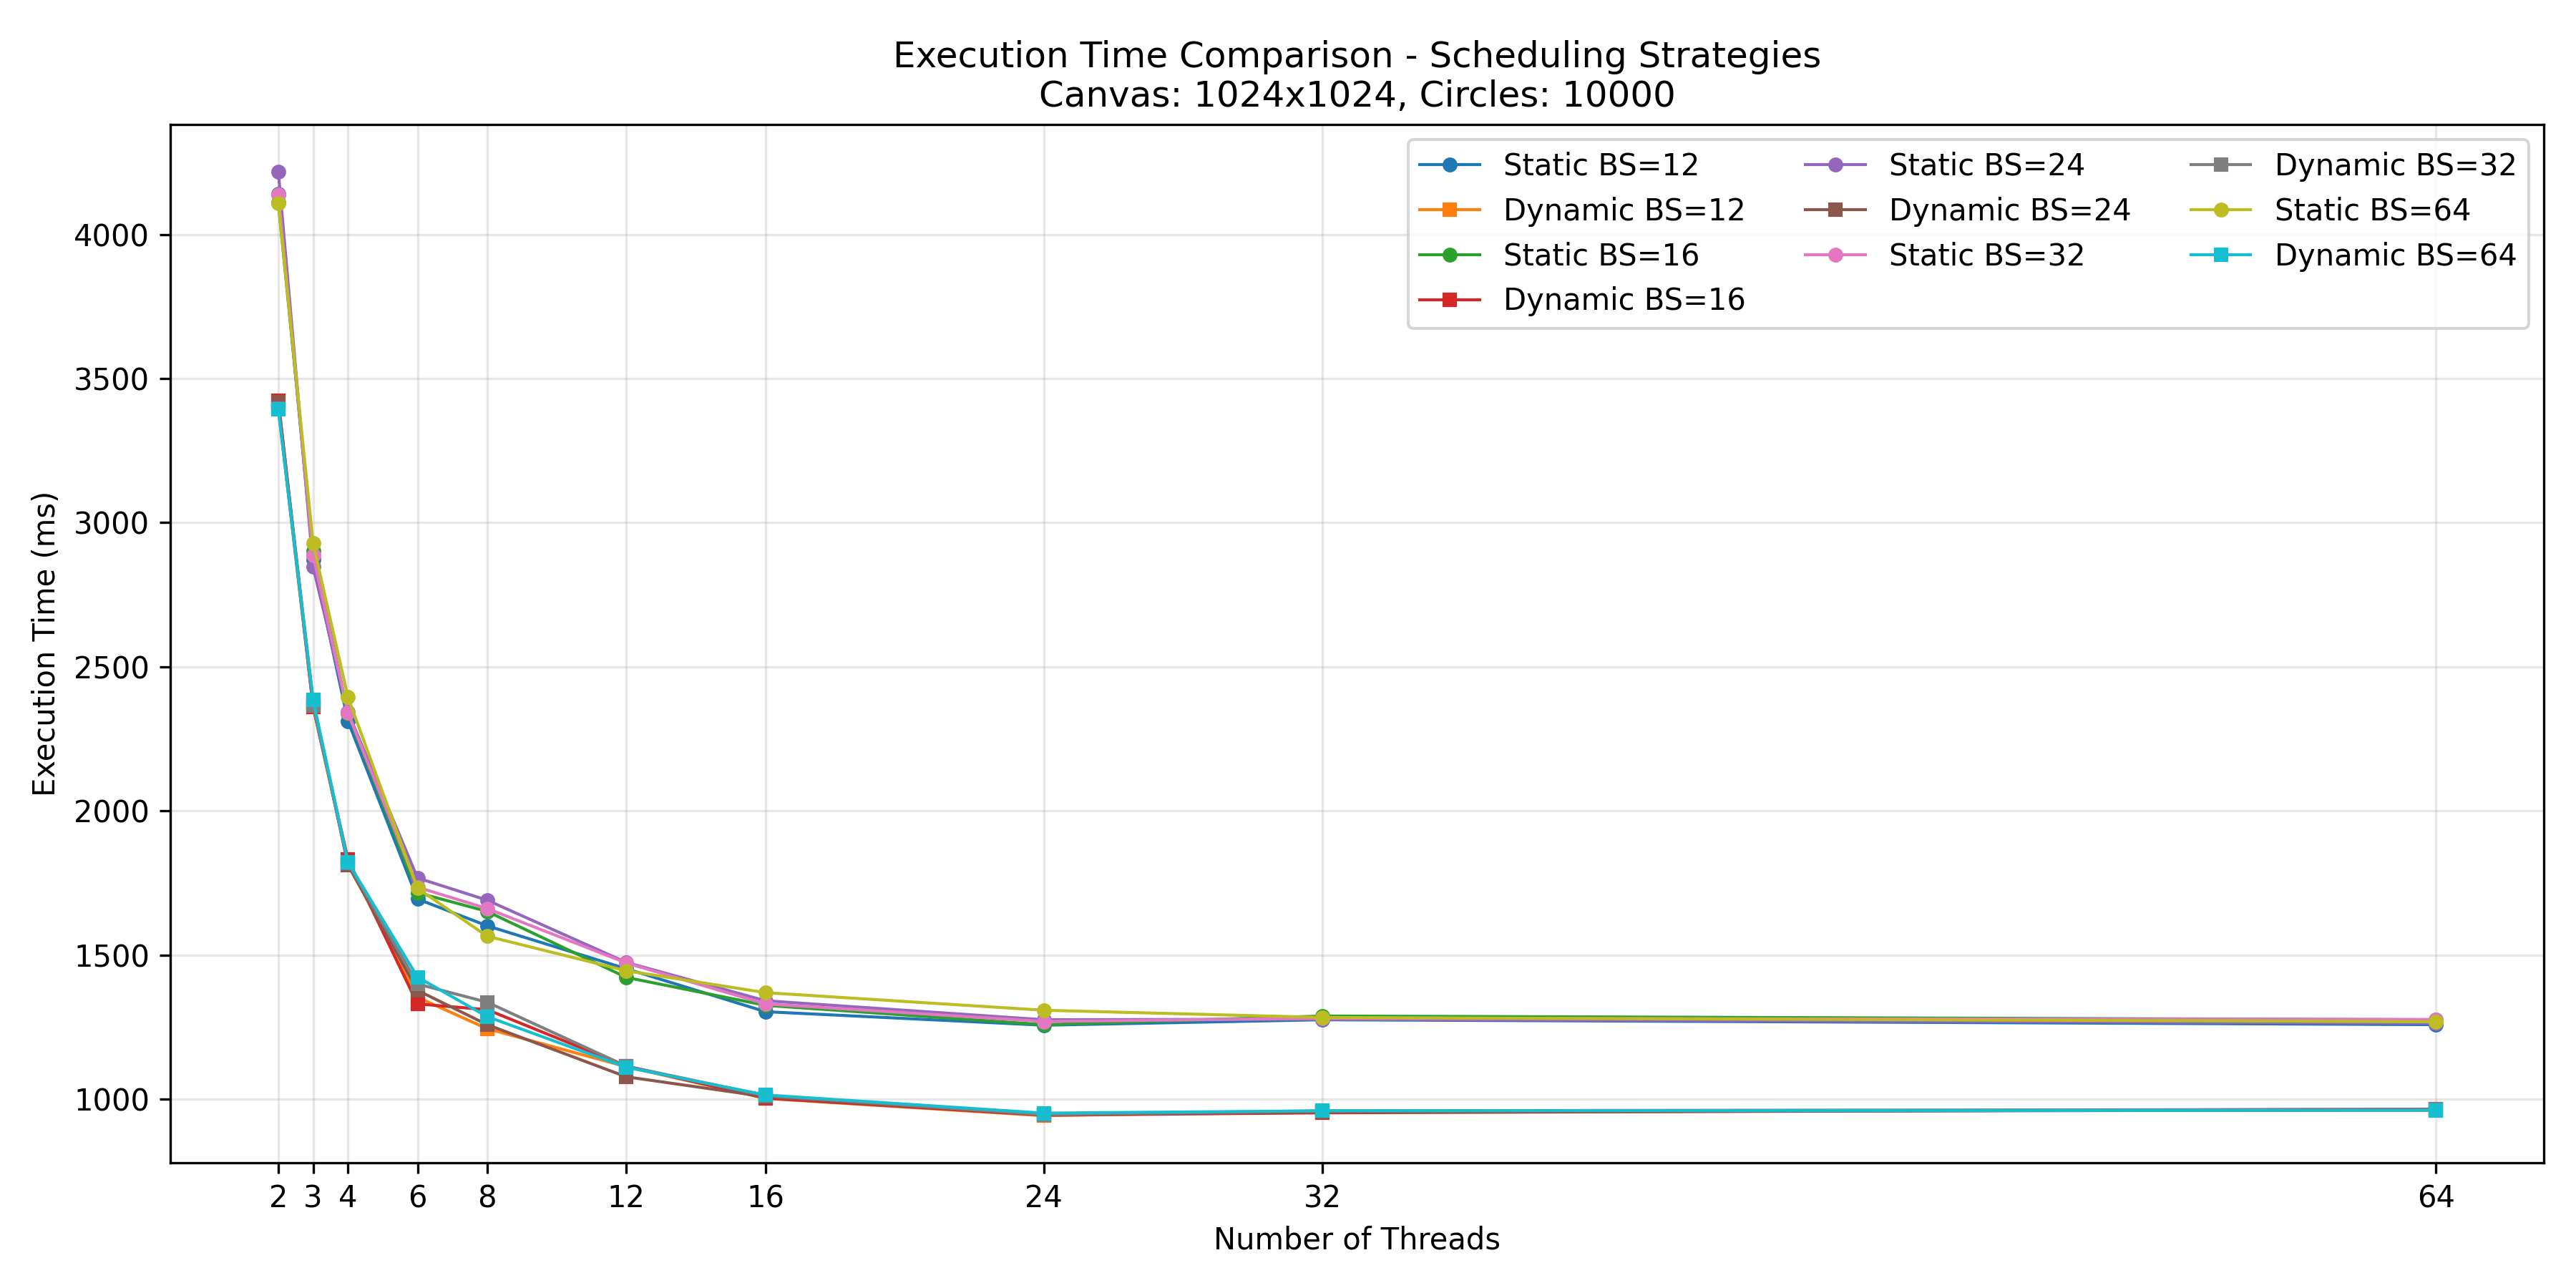 Execution Time Comparison - Scheduling Strategies
Canvas: 1024x1024, Circles: 10000
Static BS=12
Dynamic BS=12
Static BS=16
Dynamic BS=16
Static BS=24
Dynamic BS=24
Static BS=32
Dynamic BS=32
Static BS=64
Dynamic BS=64
Execution Time (ms)
4000
3500
3000
2500
2000
1500
1000
2 3 4 6 8 12 16 24 32 64
Number of Threads